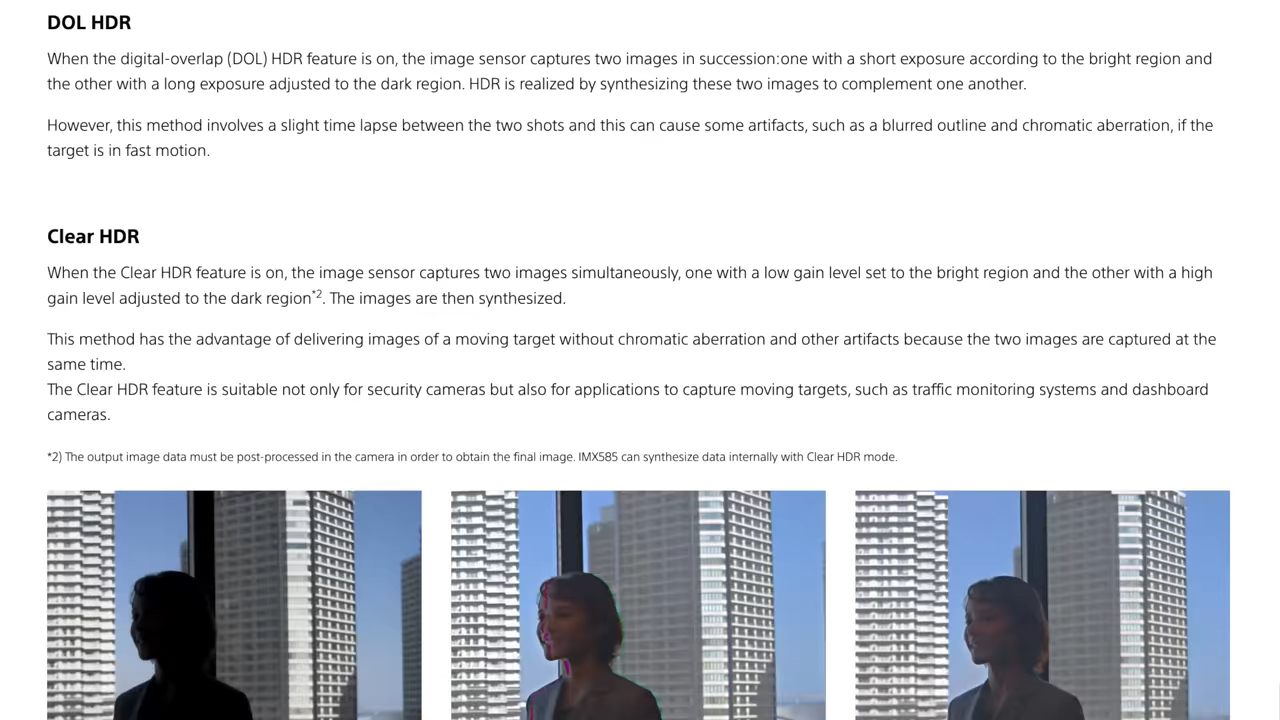 DOL HDR
When the digital-overlap (DOL) HDR feature is on, the image sensor captures two images in succession:one with a short exposure according to the bright region and
the other with a long exposure adjusted to the dark region. HDR is realized by synthesizing these two images to complement one another.
However, this method involves a slight time lapse between the two shots and this can cause some artifacts, such as a blurred outline and chromatic aberration, if the
target is in fast motion.
Clear HDR
When the Clear HDR feature is on, the image sensor captures two images simultaneously, one with a low gain level set to the bright region and the other with a high
gain level adjusted to the dark region*2. The images are then synthesized.
This method has the advantage of delivering images of a moving target without chromatic aberration and other artifacts because the two images are captured at the
same time.
The Clear HDR feature is suitable not only for security cameras but also for applications to capture moving targets, such as traffic monitoring systems and dashboard
cameras.
*2) The output image data must be post-processed in the camera in order to obtain the final image. IMX585 can synthesize data internally with Clear HDR mode.